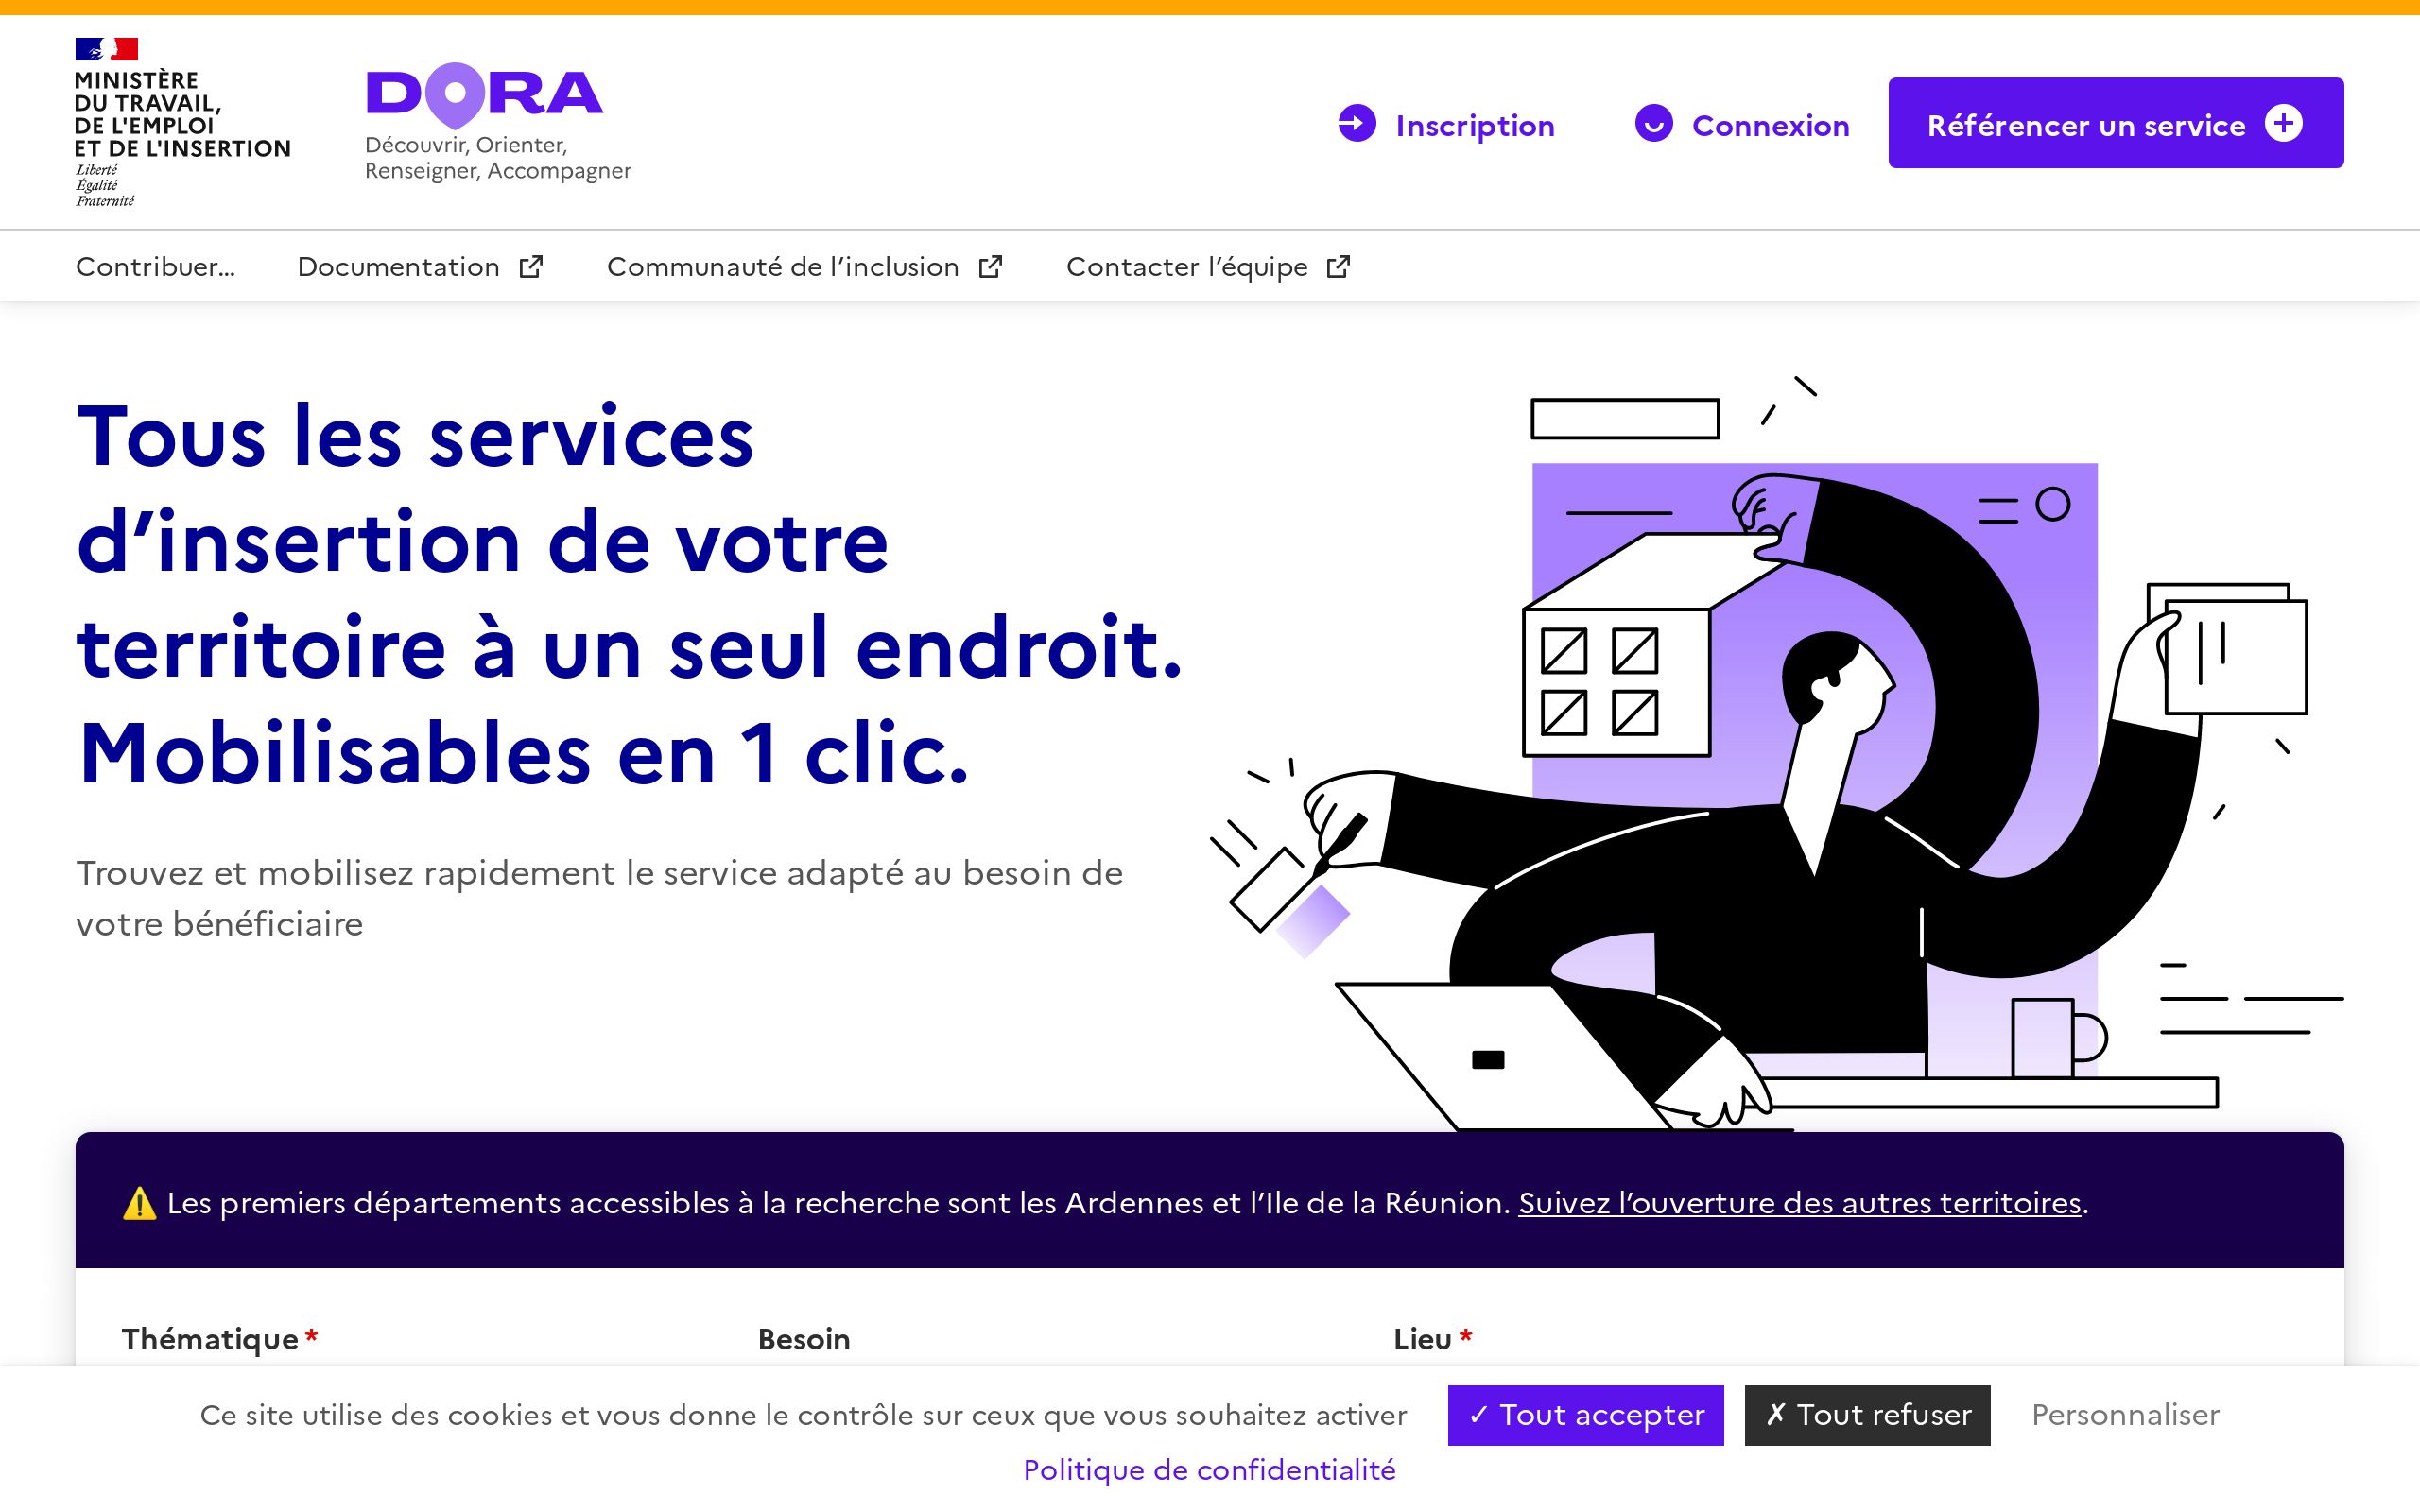 MINISTÈRE
DU TRAVAIL,
DE L'EMPLOI
ET DE L'INSERTION
Liberté
Égalité
Fraternité
DORA
Découvrir, Orienter,
Renseigner, Accompagner
Inscription
Connexion
Référencer un service
Contribuer…
Documentation
Communauté de l’inclusion
Contacter l’équipe
Tous les services
d’insertion de votre
territoire à un seul endroit.
Mobilisables en 1 clic.
Trouvez et mobilisez rapidement le service adapté au besoin de
votre bénéficiaire
⚠️ Les premiers départements accessibles à la recherche sont les Ardennes et l’Ile de la Réunion. Suivez l’ouverture des autres territoires.
Thématique *
Besoin
Lieu *
Ce site utilise des cookies et vous donne le contrôle sur ceux que vous souhaitez activer
✓ Tout accepter
✗ Tout refuser
Personnaliser
Politique de confidentialité